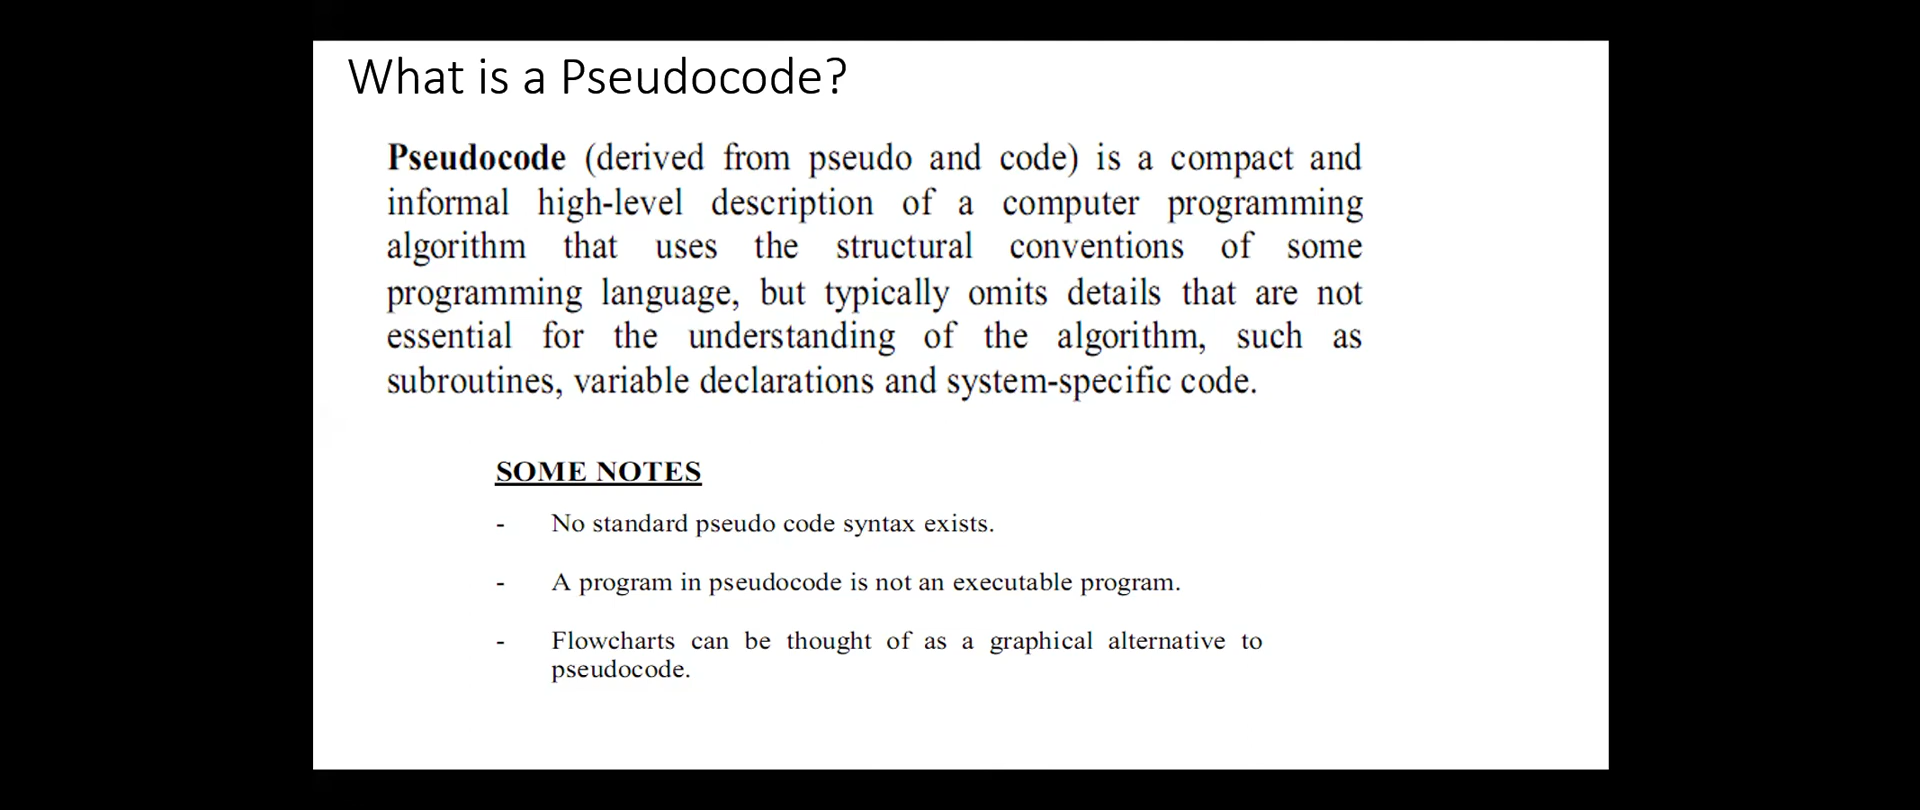 What is a Pseudocode?
Pseudocode (derived from pseudo and code) is a compact and
informal high-level description of a computer programming
algorithm that uses the structural conventions of some
programming language, but typically omits details that are not
essential for the understanding of the algorithm, such as
subroutines, variable declarations and system-specific code.
SOME NOTES
- No standard pseudo code syntax exists.
- A program in pseudocode is not an executable program.
- Flowcharts can be thought of as a graphical alternative to
pseudocode.